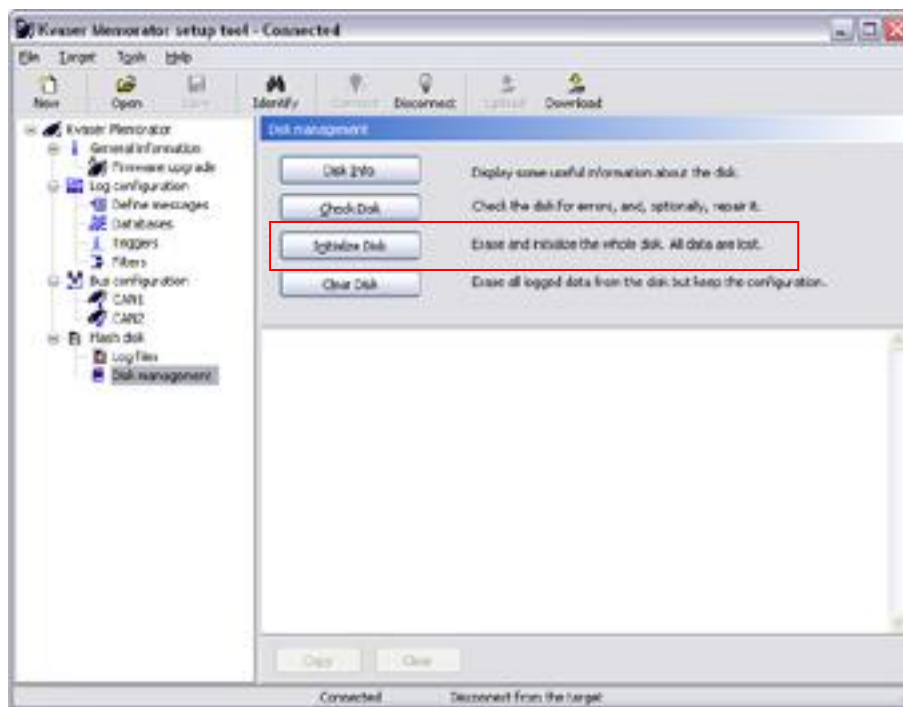 Kvaser Memorator setup tool - Connected
File Target Tools Help
New Open Save Identify Connect Disconnect Upload Download
Kvaser Memorator
General information
Firmware upgrade
Log configuration
Define messages
Databases
Triggers
Filters
Bus configuration
CAN1
CAN2
Flash disk
Log files
Disk management
Disk management
Disk Info Display some useful information about the disk.
Check Disk Check the disk for errors, and, optionally, repair it.
Initialize Disk Erase and initialize the whole disk. All data are lost.
Clear Disk Erase all logged data from the disk but keep the configuration.
Copy Clear
Connected Disconnect from the target